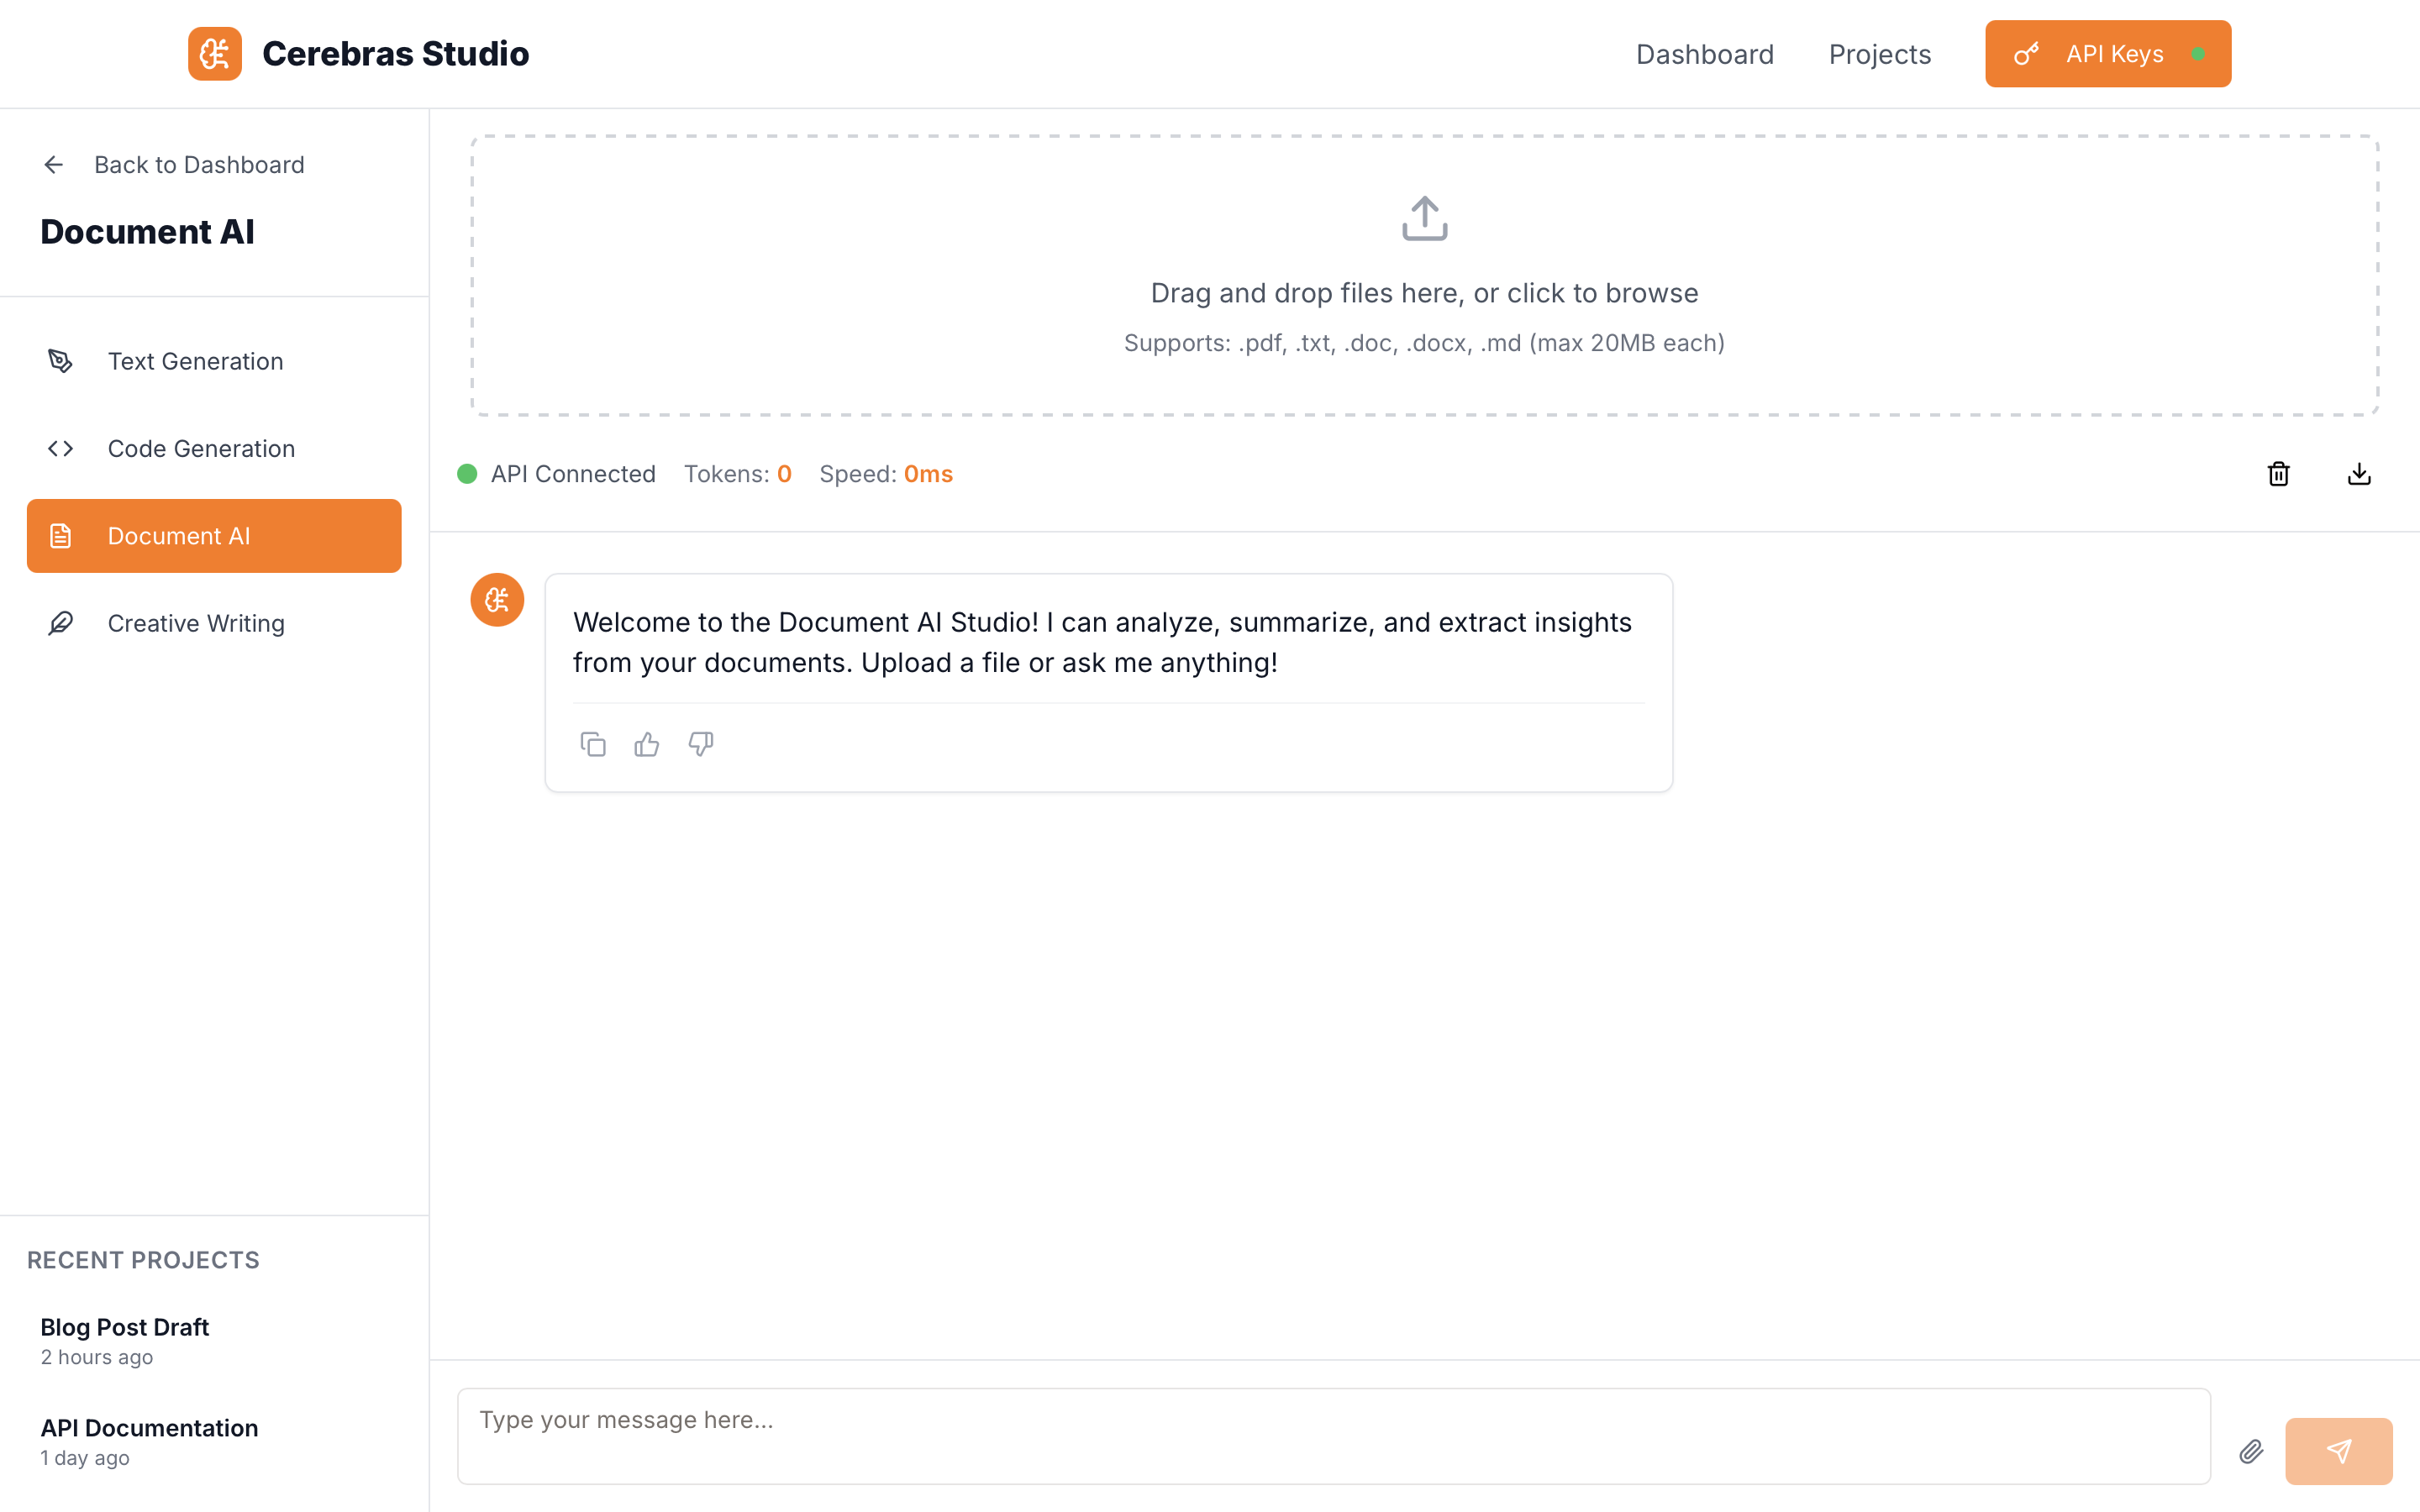 Cerebras Studio
Dashboard
Projects
API Keys
Back to Dashboard
Document AI
Text Generation
Code Generation
Document AI
Creative Writing
RECENT PROJECTS
Blog Post Draft
2 hours ago
API Documentation
1 day ago
Drag and drop files here, or click to browse
Supports: .pdf, .txt, .doc, .docx, .md (max 20MB each)
API Connected Tokens: 0 Speed: 0ms
Welcome to the Document AI Studio! I can analyze, summarize, and extract insights
from your documents. Upload a file or ask me anything!
Type your message here...